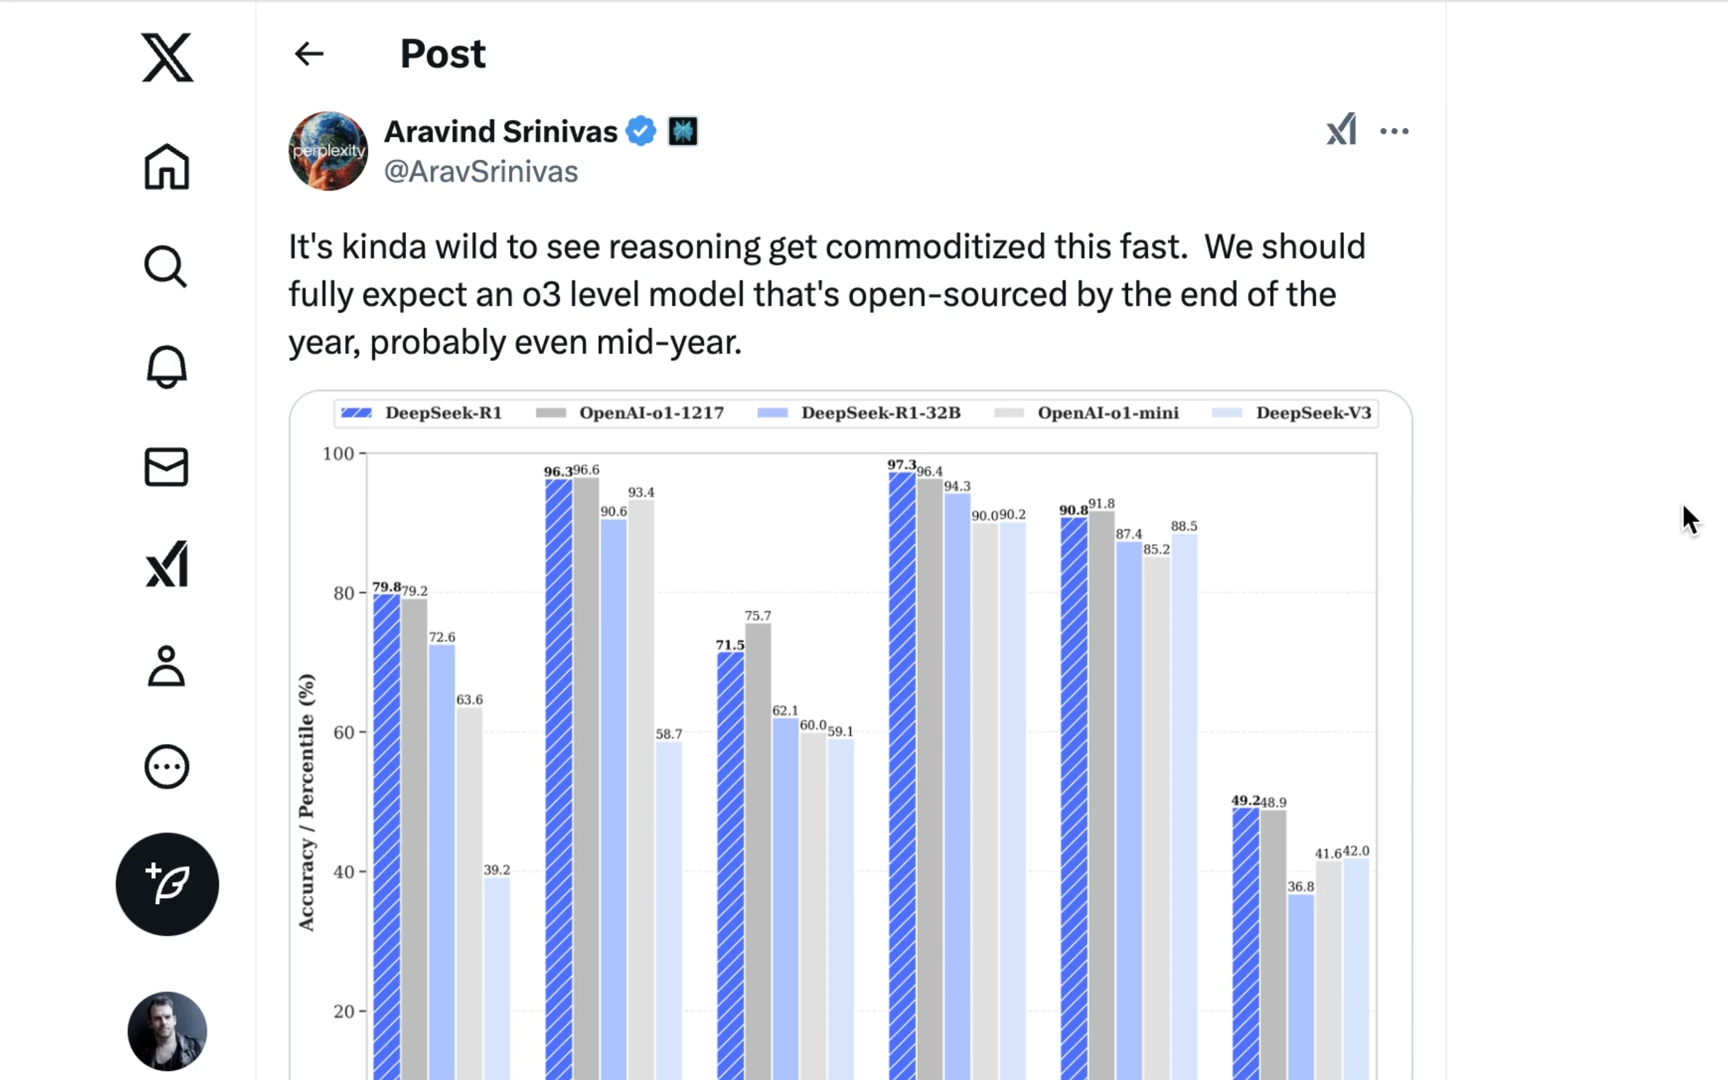 Post
perplexity
Aravind Srinivas
@AravSrinivas
It's kinda wild to see reasoning get commoditized this fast.  We should
fully expect an o3 level model that's open-sourced by the end of the
year, probably even mid-year.
DeepSeek-R1 OpenAI-o1-1217 DeepSeek-R1-32B OpenAI-o1-mini DeepSeek-V3
Accuracy / Percentile (%)
100
80
60
40
20
79.8 79.2 72.6 63.6 39.2
96.3 96.6 90.6 93.4 58.7
71.5 75.7 62.1 60.0 59.1
97.3 96.4 94.3 90.0 90.2
90.8 91.8 87.4 85.2 88.5
49.2 48.9 36.8 41.6 42.0